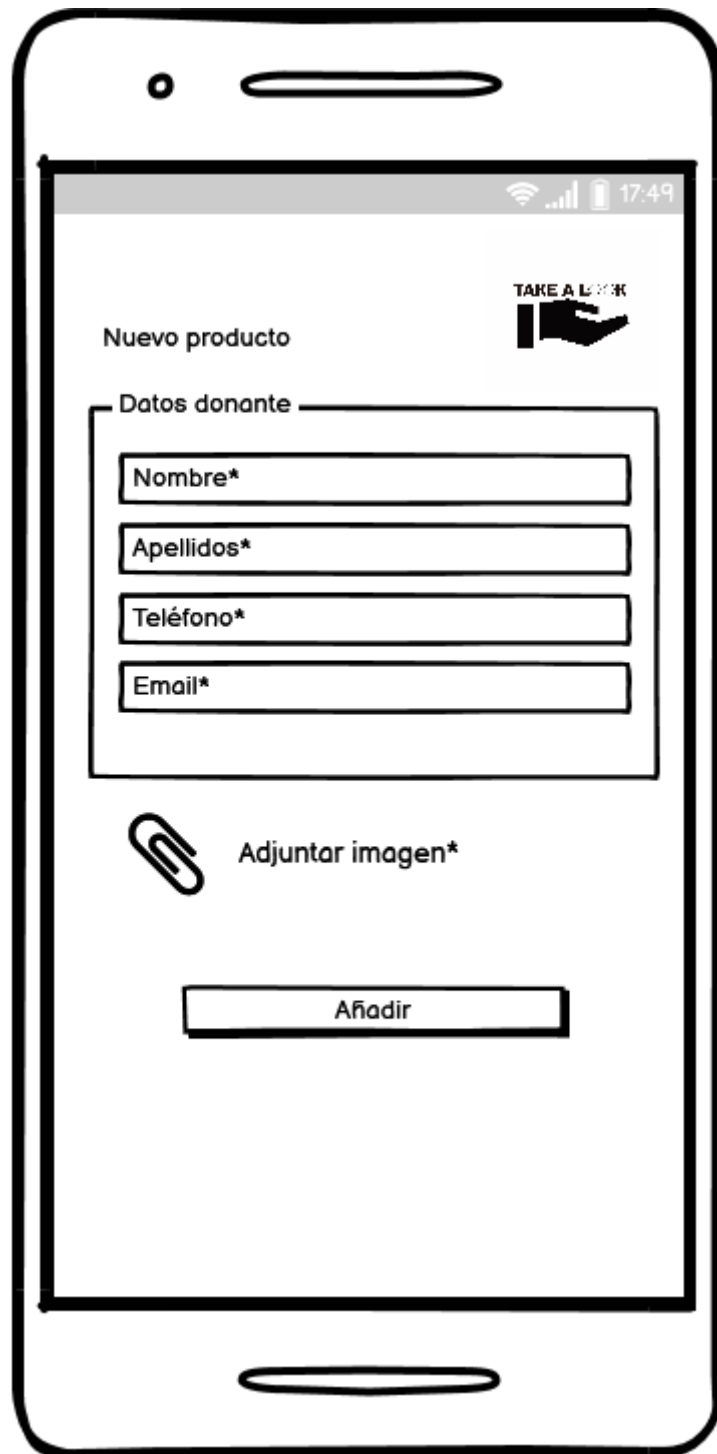 17:49
TAKE A
Nuevo producto
Datos donante
Nombre*
Apellidos*
Teléfono*
Email*
Adjuntar imagen*
Añadir